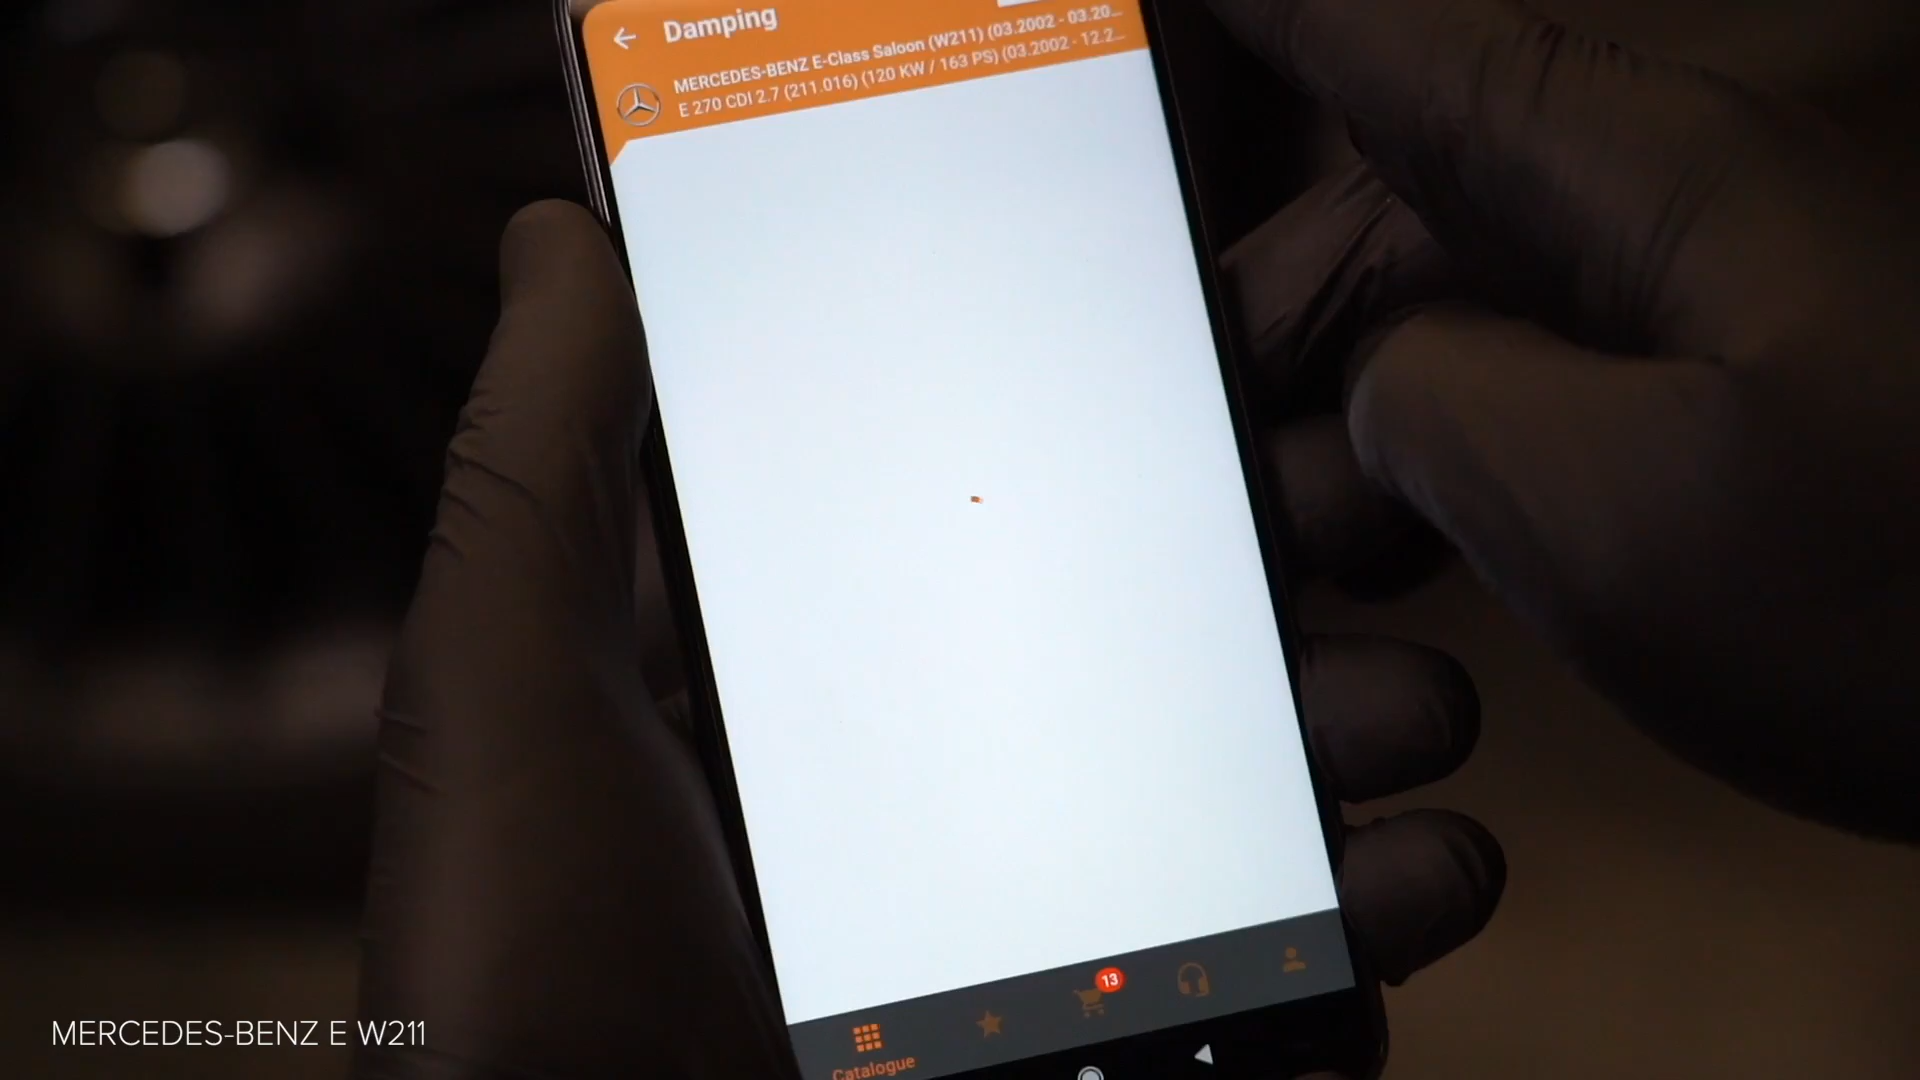 Damping
MERCEDES-BENZ E-Class Saloon (W211) (03.2002 - 03.20...
E 270 CDI 2.7 (211.016) (120 KW / 163 PS) (03.2002 - 12.2...
13
Catalogue
MERCEDES-BENZ E W211